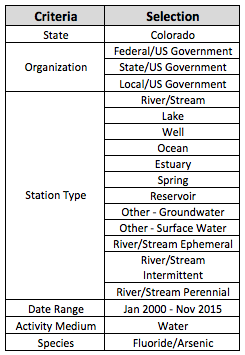 Criteria Selection
State Colorado
Organization
Federal/US Government
State/US Government
Local/US Government
Station Type
River/Stream
Lake
Well
Ocean
Estuary
Spring
Reservoir
Other - Groundwater
Other - Surface Water
River/Stream Ephemeral
River/Stream
Intermittent
River/Stream Perennial
Date Range Jan 2000 - Nov 2015
Activity Medium Water
Species Fluoride/Arsenic